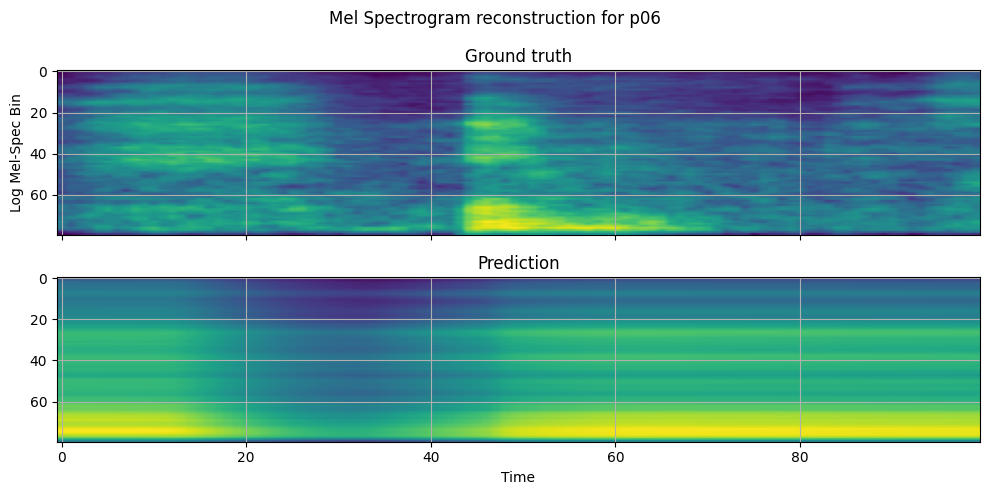 Mel Spectrogram reconstruction for p06
Ground truth
Log Mel-Spec Bin
0
20
40
60
Prediction
0
20
40
60
0 20 40 60 80
Time